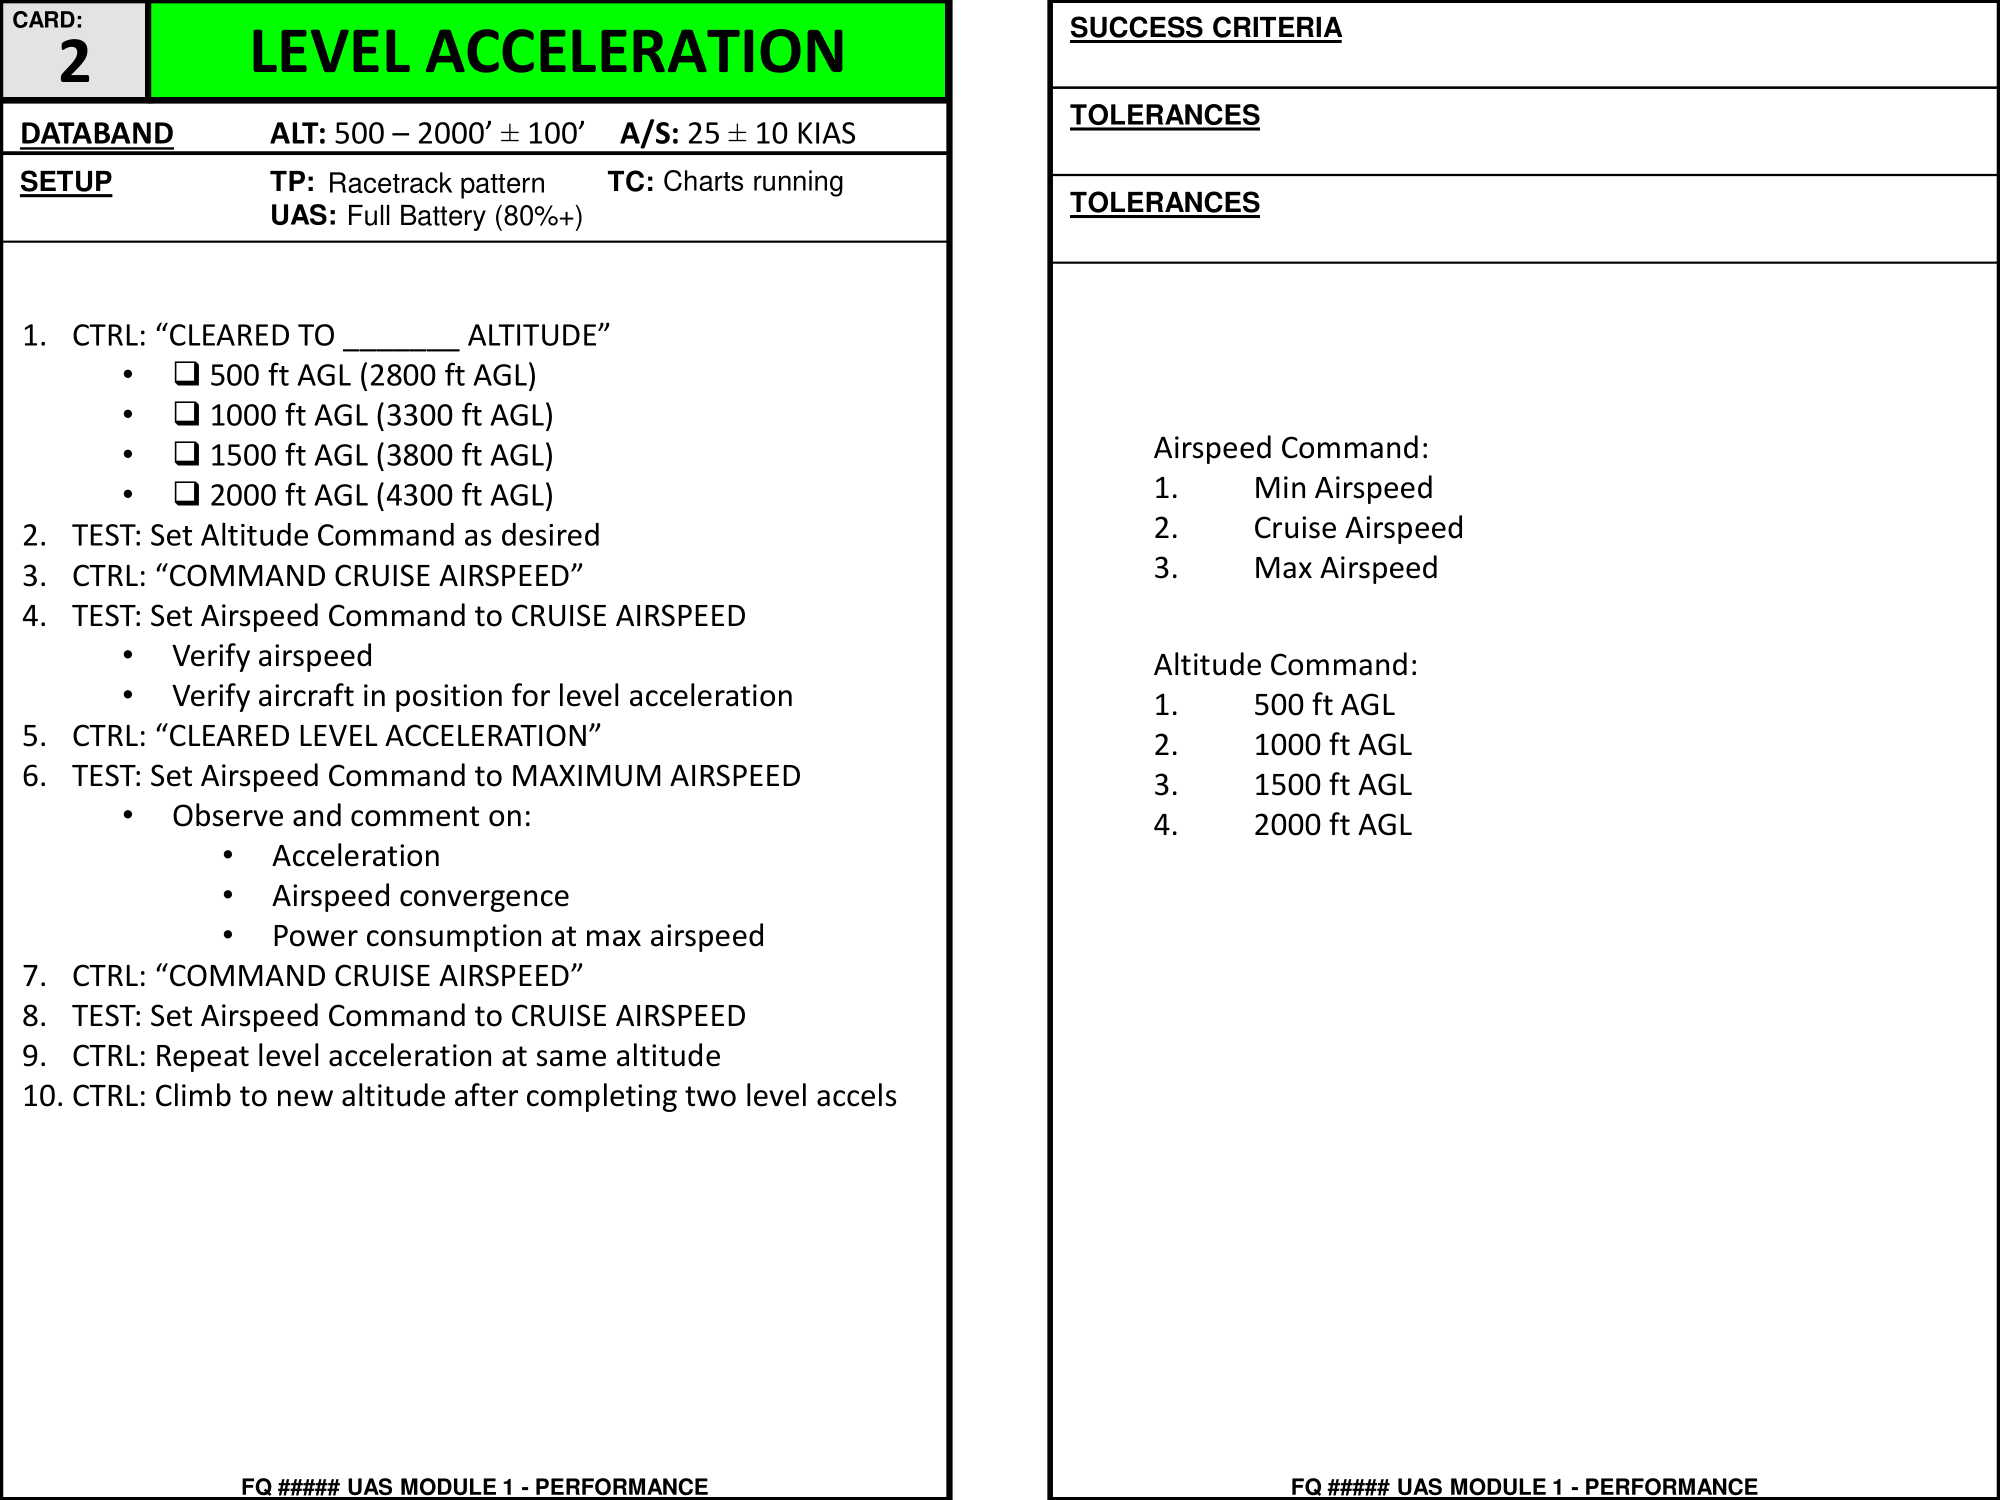 CARD:
2
LEVEL ACCELERATION
DATABAND ALT: 500 – 2000’ ± 100’ A/S: 25 ± 10 KIAS
SETUP TP: Racetrack pattern TC: Charts running
UAS: Full Battery (80%+)
1. CTRL: “CLEARED TO _______ ALTITUDE”
• ❑ 500 ft AGL (2800 ft AGL)
• ❑ 1000 ft AGL (3300 ft AGL)
• ❑ 1500 ft AGL (3800 ft AGL)
• ❑ 2000 ft AGL (4300 ft AGL)
2. TEST: Set Altitude Command as desired
3. CTRL: “COMMAND CRUISE AIRSPEED”
4. TEST: Set Airspeed Command to CRUISE AIRSPEED
• Verify airspeed
• Verify aircraft in position for level acceleration
5. CTRL: “CLEARED LEVEL ACCELERATION”
6. TEST: Set Airspeed Command to MAXIMUM AIRSPEED
• Observe and comment on:
• Acceleration
• Airspeed convergence
• Power consumption at max airspeed
7. CTRL: “COMMAND CRUISE AIRSPEED”
8. TEST: Set Airspeed Command to CRUISE AIRSPEED
9. CTRL: Repeat level acceleration at same altitude
10. CTRL: Climb to new altitude after completing two level accels
FQ ##### UAS MODULE 1 - PERFORMANCE
SUCCESS CRITERIA
TOLERANCES
TOLERANCES
Airspeed Command:
1. Min Airspeed
2. Cruise Airspeed
3. Max Airspeed
Altitude Command:
1. 500 ft AGL
2. 1000 ft AGL
3. 1500 ft AGL
4. 2000 ft AGL
FQ ##### UAS MODULE 1 - PERFORMANCE